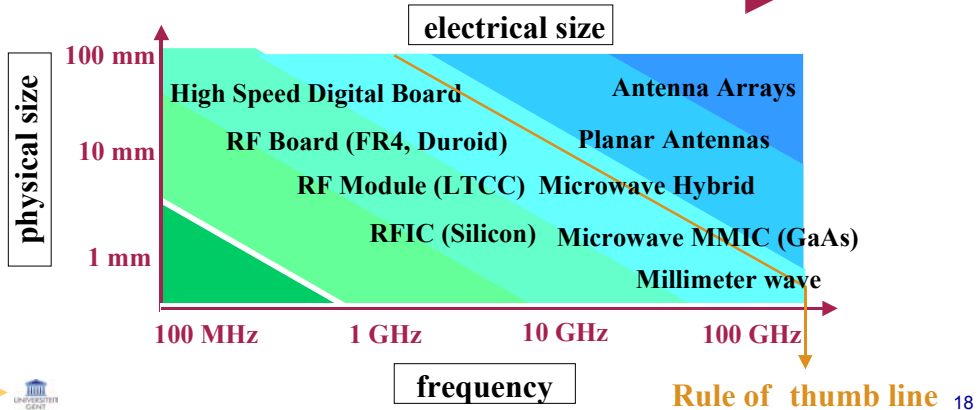 electrical size
physical size
100 mm
High Speed Digital Board
Antenna Arrays
10 mm
RF Board (FR4, Duroid)
Planar Antennas
RF Module (LTCC)
Microwave Hybrid
RFIC (Silicon)
Microwave MMIC (GaAs)
1 mm
Millimeter wave
100 MHz
1 GHz
10 GHz
100 GHz
frequency
Rule of thumb line
18
UNIVERSITEIT
GENT